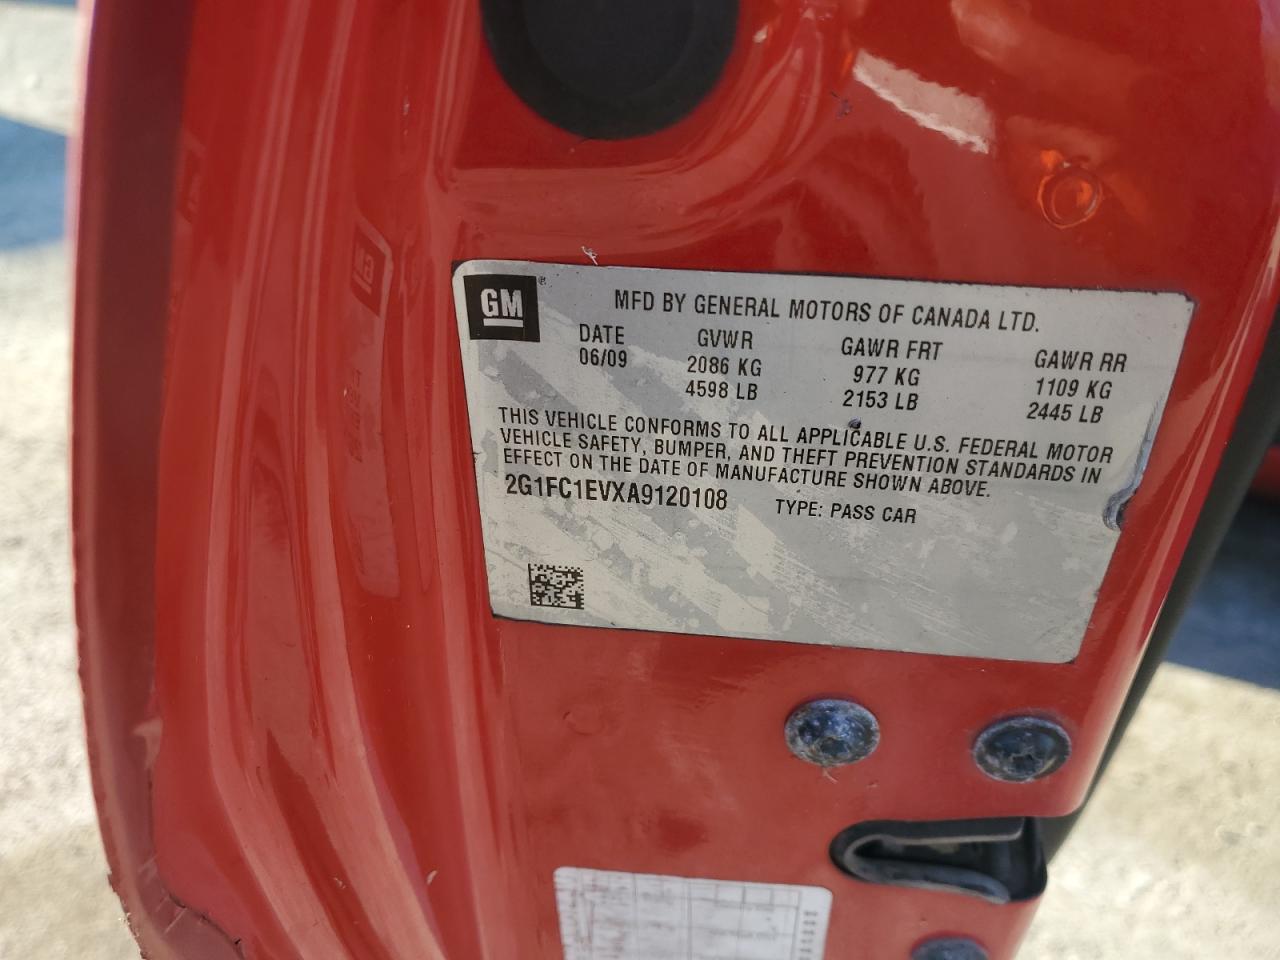 GM®
MFD BY GENERAL MOTORS OF CANADA LTD.
DATE GVWR GAWR FRT GAWR RR
06/09 2086 KG 977 KG 1109 KG
4598 LB 2153 LB 2445 LB
THIS VEHICLE CONFORMS TO ALL APPLICABLE U.S. FEDERAL MOTOR
VEHICLE SAFETY, BUMPER, AND THEFT PREVENTION STANDARDS IN
EFFECT ON THE DATE OF MANUFACTURE SHOWN ABOVE.
2G1FC1EVXA9120108 TYPE: PASS CAR